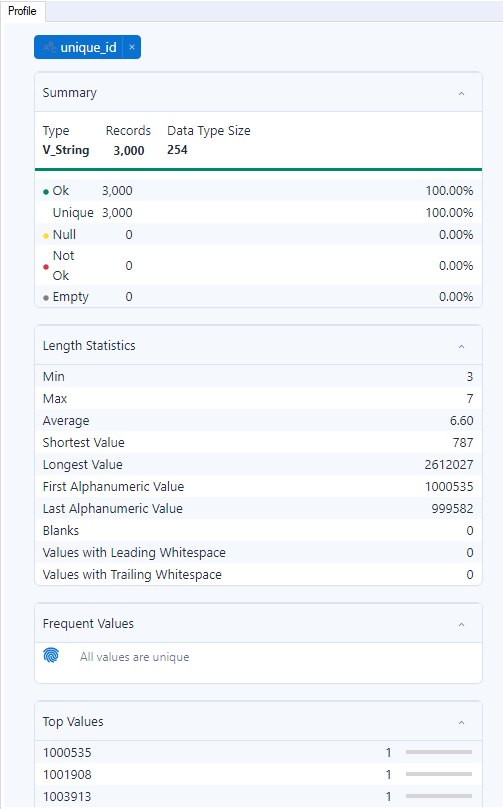 Profile
unique_id ×
Summary
Type Records Data Type Size
V_String 3,000 254
Ok 3,000 100.00%
Unique 3,000 100.00%
Null 0 0.00%
Not
Ok 0 0.00%
Empty 0 0.00%
Length Statistics
Min 3
Max 7
Average 6.60
Shortest Value 787
Longest Value 2612027
First Alphanumeric Value 1000535
Last Alphanumeric Value 999582
Blanks 0
Values with Leading Whitespace 0
Values with Trailing Whitespace 0
Frequent Values
All values are unique
Top Values
1000535 1
1001908 1
1003913 1